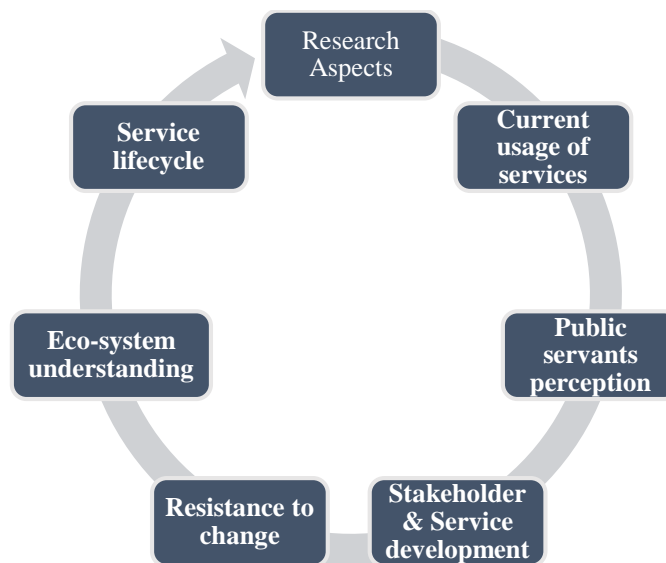 Research
Aspects
Current
usage of
services
Public
servants
perception
Stakeholder
& Service
development
Resistance to
change
Eco-system
understanding
Service
lifecycle